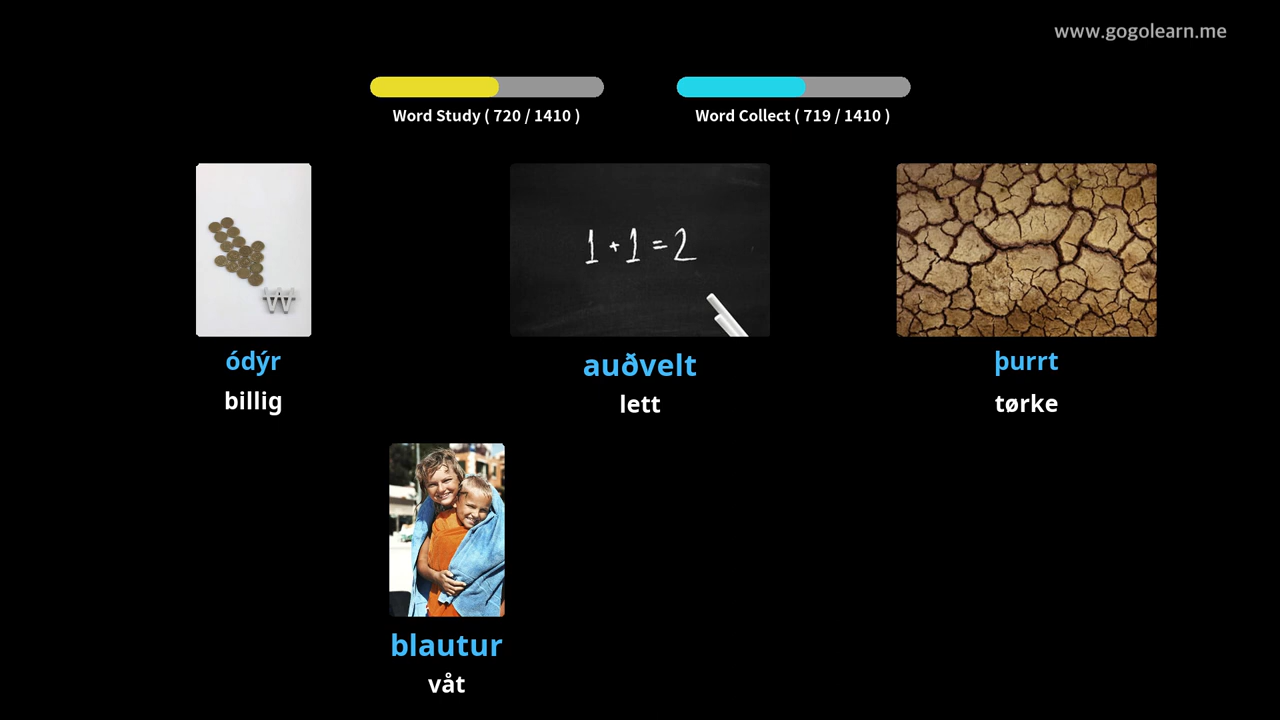 www.gogolearn.me
Word Study ( 720 / 1410 )
Word Collect ( 719 / 1410 )
1 + 1 = 2
ódýr
billig
auðvelt
lett
þurrt
tørke
blautur
våt